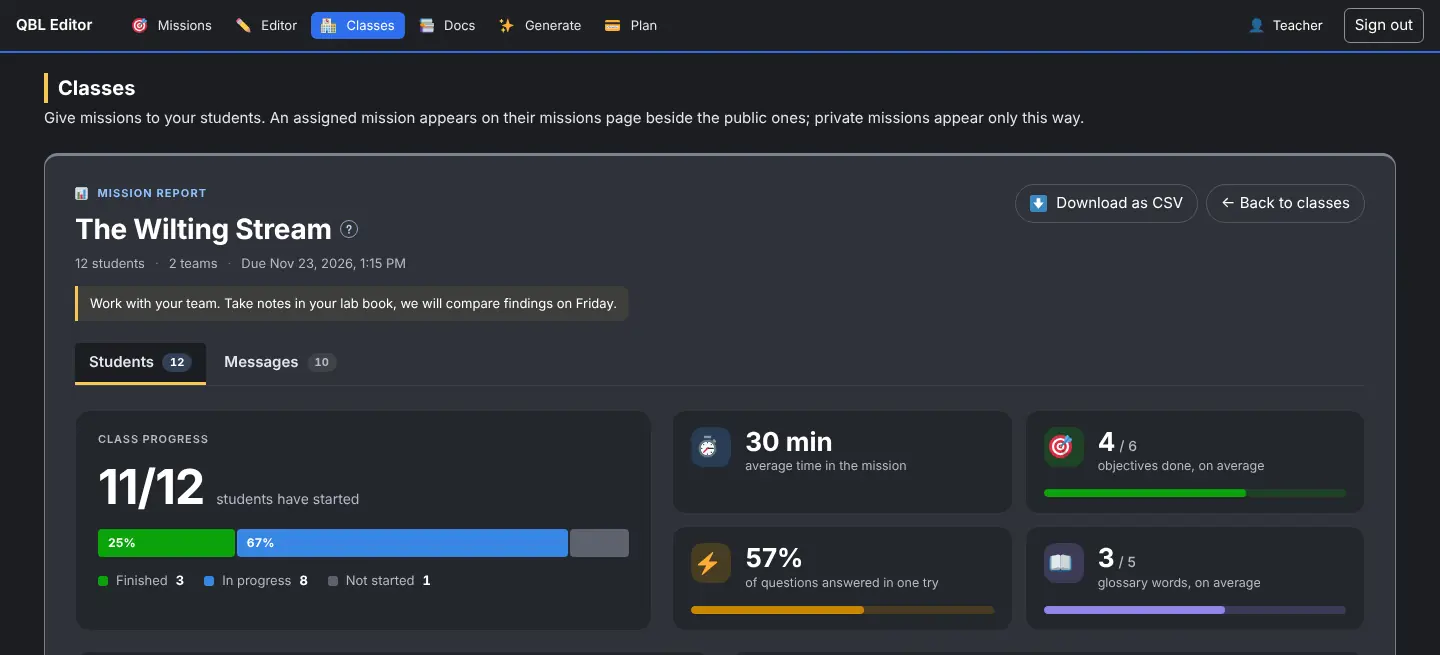 QBL Editor
Missions
Editor
Classes
Docs
Generate
Plan
Teacher
Sign out
Classes
Give missions to your students. An assigned mission appears on their missions page beside the public ones; private missions appear only this way.
MISSION REPORT
Download as CSV
← Back to classes
The Wilting Stream ?
12 students · 2 teams · Due Nov 23, 2026, 1:15 PM
Work with your team. Take notes in your lab book, we will compare findings on Friday.
Students 12
Messages 10
CLASS PROGRESS
11/12 students have started
25%
67%
Finished 3
In progress 8
Not started 1
30 min
average time in the mission
4 / 6
objectives done, on average
57%
of questions answered in one try
3 / 5
glossary words, on average